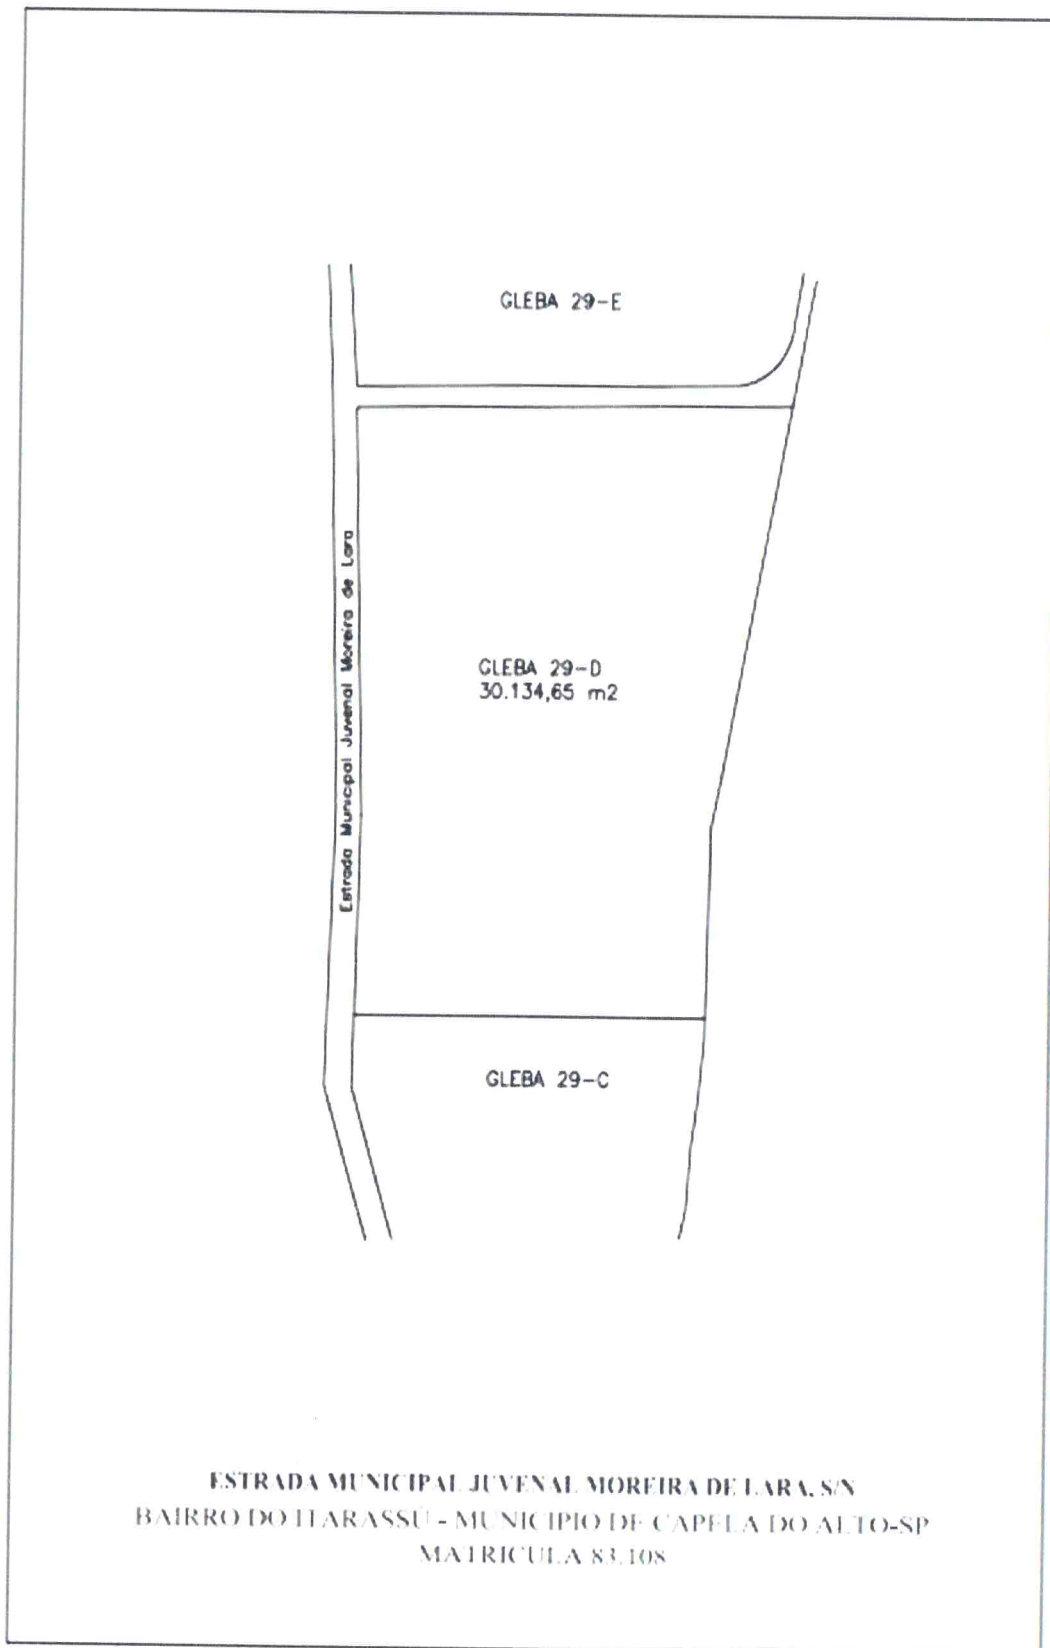 GLEBA 29-E
Estrada Municipal Juvenal Moreira de Lara
GLEBA 29-D
30.134,65 m2
GLEBA 29-C
ESTRADA MUNICIPAL JUVENAL MOREIRA DE LARA, S/N
BAIRRO DO ITARASSÚ - MUNICIPIO DE CAPELA DO ALTO-SP
MATRICULA 83.108